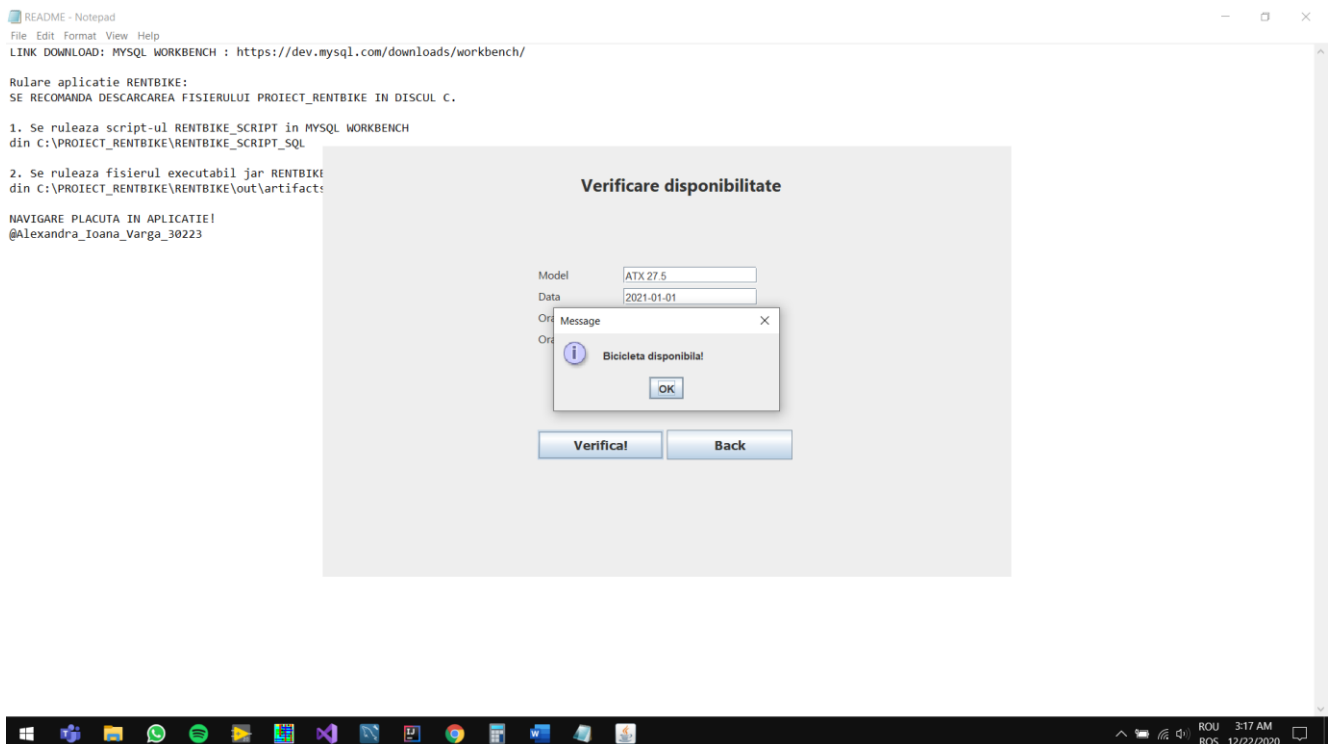 README - Notepad
File Edit Format View Help
LINK DOWNLOAD: MYSQL WORKBENCH : https://dev.mysql.com/downloads/workbench/
Rulare aplicatie RENTBIKE:
SE RECOMANDA DESCARCAREA FISIERULUI PROIECT_RENTBIKE IN DISCUL C.
1. Se ruleaza script-ul RENTBIKE_SCRIPT in MYSQL WORKBENCH
din C:\PROIECT_RENTBIKE\RENTBIKE_SCRIPT_SQL
2. Se ruleaza fisierul executabil jar RENTBIKE
din C:\PROIECT_RENTBIKE\RENTBIKE\out\artifacts
NAVIGARE PLACUTA IN APLICATIE!
@Alexandra_Ioana_Varga_30223
Verificare disponibilitate
Model ATX 27.5
Data 2021-01-01
Ora
Ora
Message
Bicicleta disponibila!
OK
Verifica! Back
ROU 3:17 AM
ROS 12/22/2020